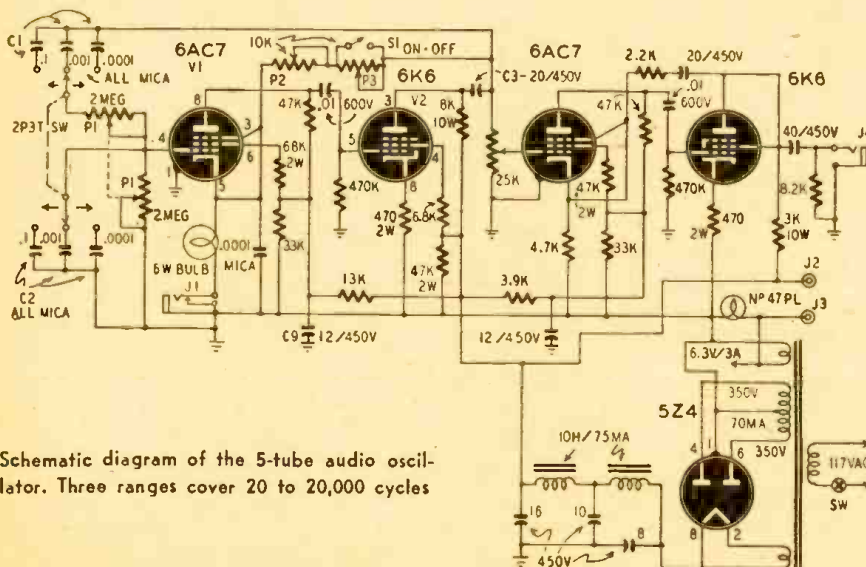 C1
.1
.001
.0001
ALL MICA
2P3T SW
2 MEG
P1
P1
2MEG
.1
.001
.0001
C2
ALL MICA
6AC7
V1
8
3
4
6
1
5
10K
P2
S1
ON-OFF
P3
47K
.01
600V
68K
2W
33K
6W BULB
.0001
MICA
J1
C9
12/450V
13K
6K6
V2
3
5
4
8
470K
470
2W
6.8K
47K
2W
8K
10W
C3-20/450V
25K
6AC7
2.2K
20/450V
47K
47K
2W
4.7K
33K
3.9K
12/450V
.01
600V
470K
6K6
470
2W
40/450V
J4
8.2K
3K
10W
J2
J3
Nº 47 PL
6.3V/3A
5Z4
350V
70MA
350V
4
1
6
8
2
117VAC
SW
10H/75MA
16
10
8
450V
Schematic diagram of the 5-tube audio oscil-
lator. Three ranges cover 20 to 20,000 cycles